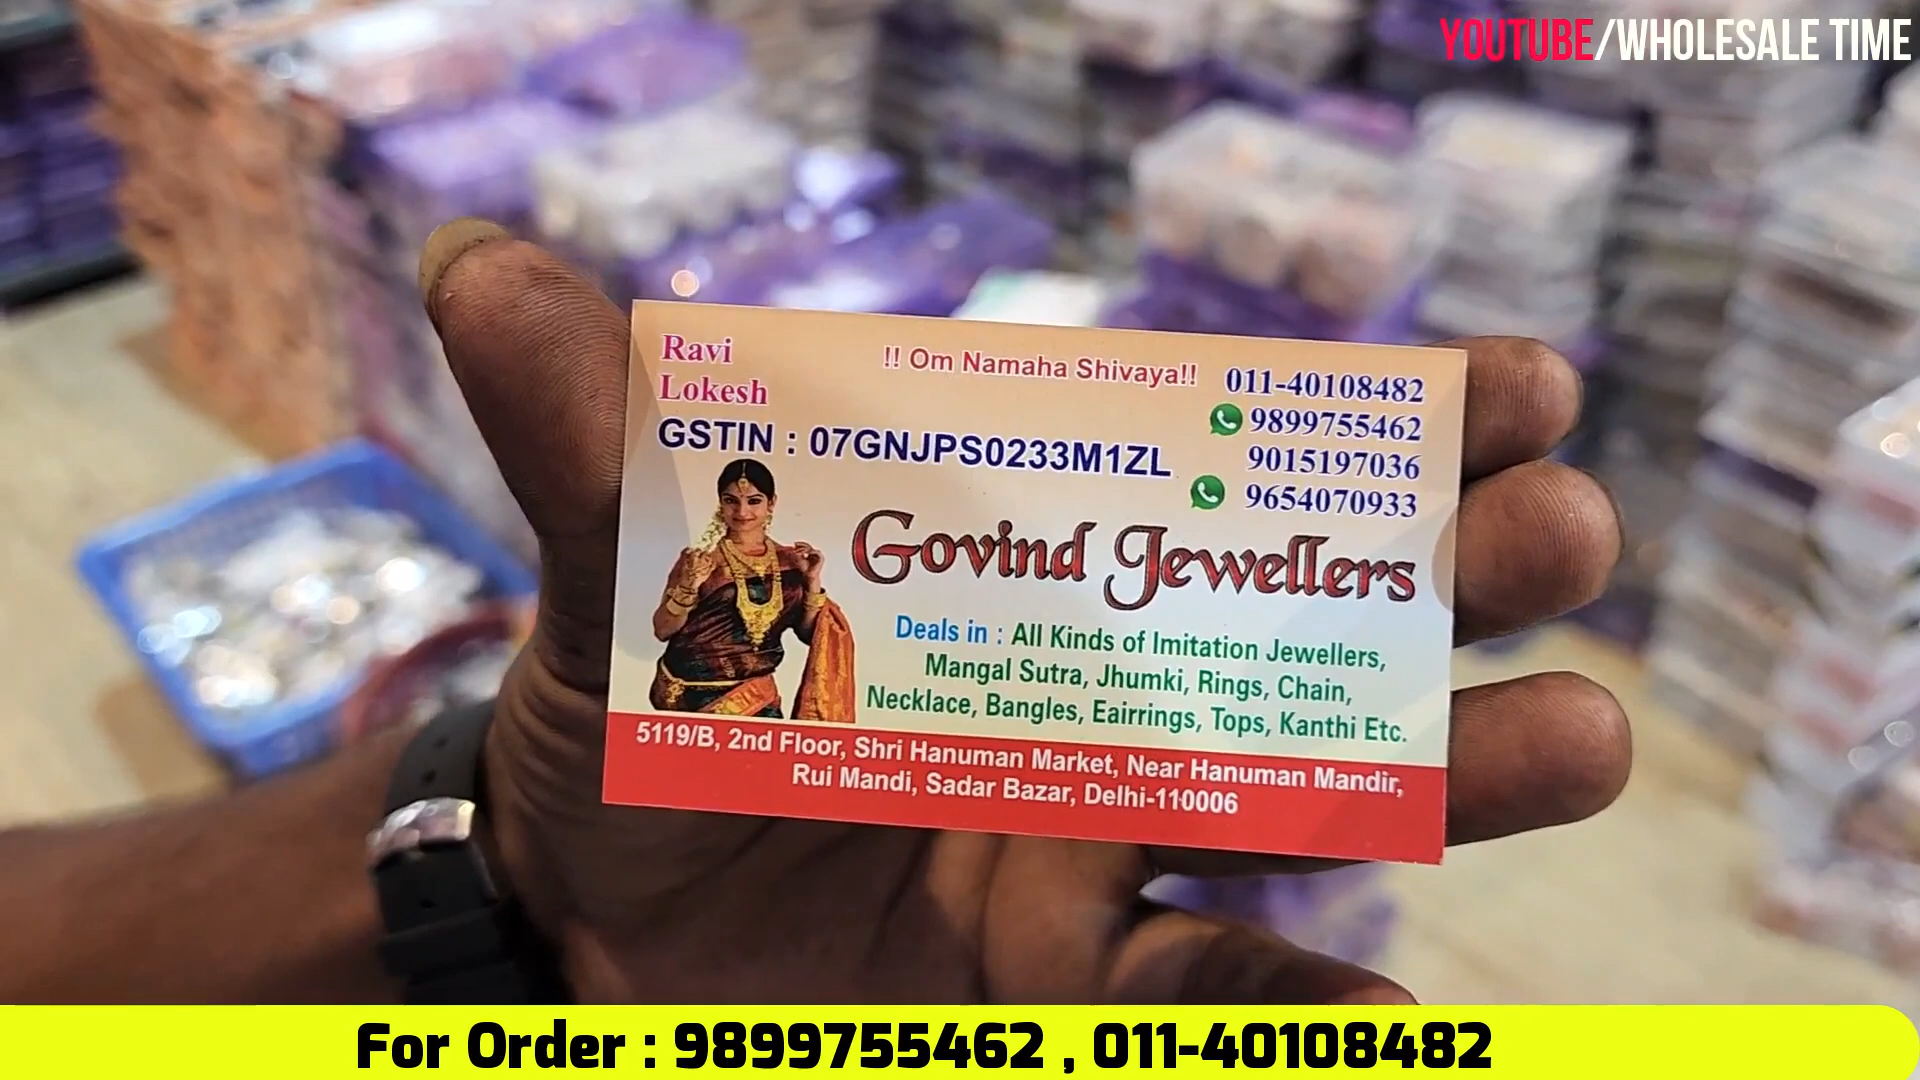 YOUTUBE/WHOLESALE TIME
Ravi
Lokesh
!! Om Namaha Shivaya!!
011-40108482
9899755462
9015197036
9654070933
GSTIN : 07GNJPS0233M1ZL
Govind Jewellers
Deals in : All Kinds of Imitation Jewellers,
Mangal Sutra, Jhumki, Rings, Chain,
Necklace, Bangles, Eairrings, Tops, Kanthi Etc.
5119/B, 2nd Floor, Shri Hanuman Market, Near Hanuman Mandir,
Rui Mandi, Sadar Bazar, Delhi-110006
For Order : 9899755462 , 011-40108482